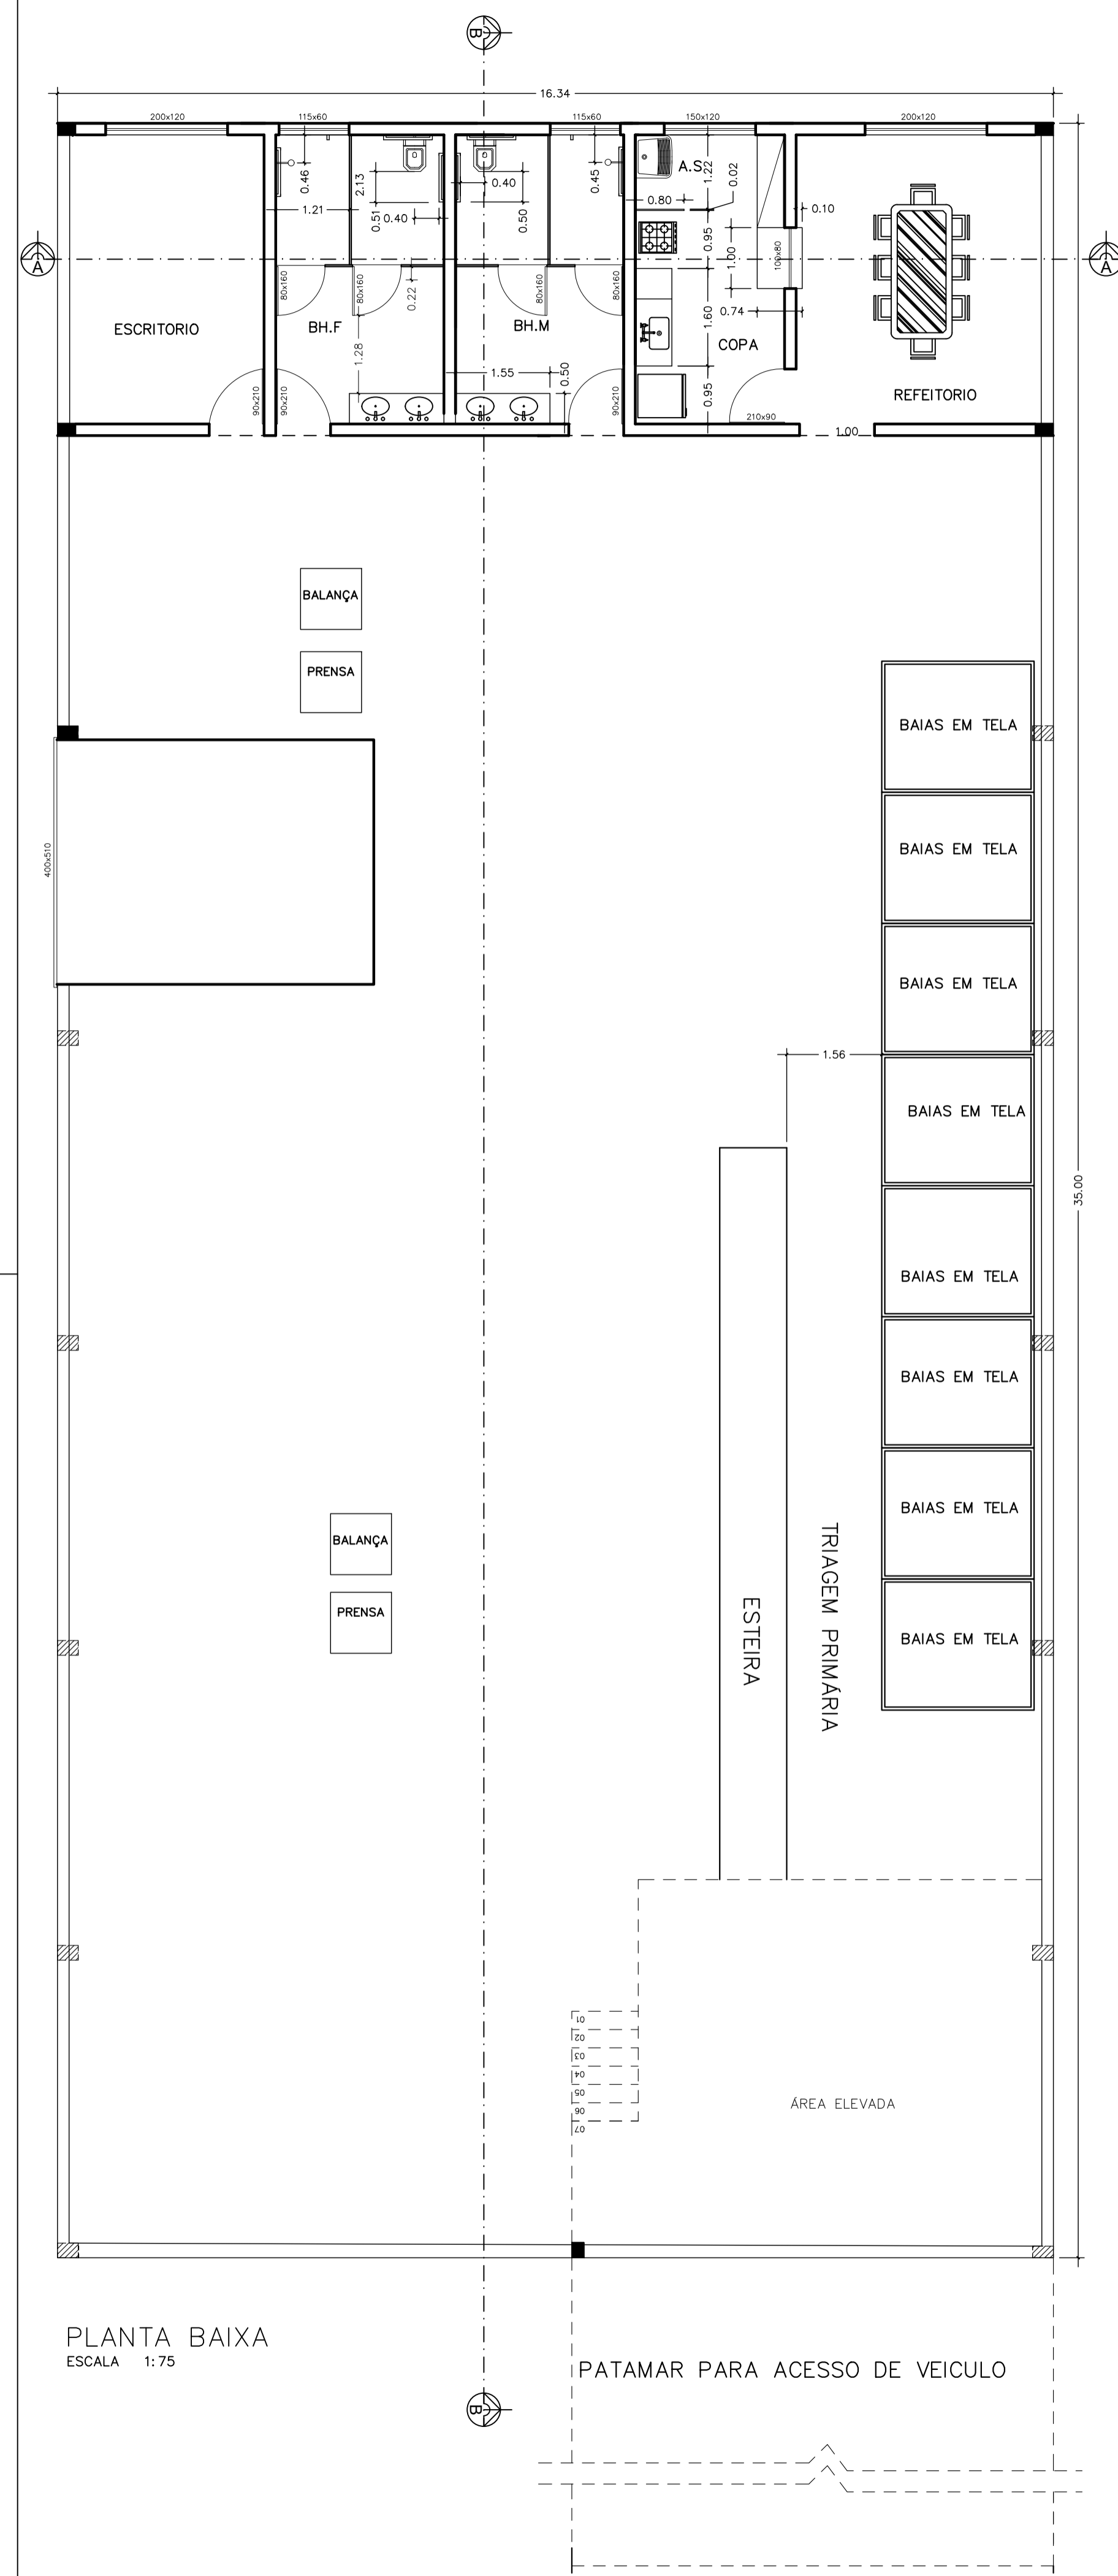 B
16.34
200x120
115x60
115x60
150x120
200x120
A.S.
1.22
0.02
0.46
2.13
0.40
0.45
0.80
0.10
1.21
0.51
0.40
0.50
0.95
1.00
100x80
A
A
80x160
80x160
0.22
80x160
80x160
ESCRITORIO
BH.F
BH.M
1.60
COPA
0.74
1.28
1.55
0.50
0.95
REFEITORIO
90x210
90x210
90x210
210x90
1.00
BALANÇA
PRENSA
BAIAS EM TELA
BAIAS EM TELA
400x510
BAIAS EM TELA
1.56
BAIAS EM TELA
35.00
BAIAS EM TELA
BAIAS EM TELA
BAIAS EM TELA
BALANÇA
PRENSA
ESTEIRA
TRIAGEM PRIMÁRIA
BAIAS EM TELA
01
02
03
04
05
06
07
ÁREA ELEVADA
PLANTA BAIXA
ESCALA 1:75
PATAMAR PARA ACESSO DE VEICULO
B